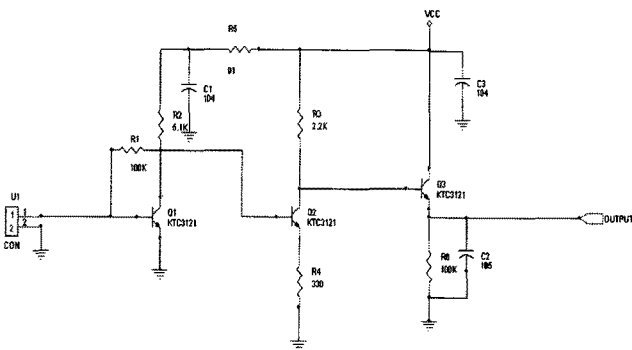 VCC
R5
91
C1
104
C3
104
R2
5.1K
R3
2.2K
R1
100K
U1
1
2
CON
Q1
KTC3121
Q2
KTC3121
Q3
KTC3121
OUTPUT
R4
330
R6
100K
C2
105